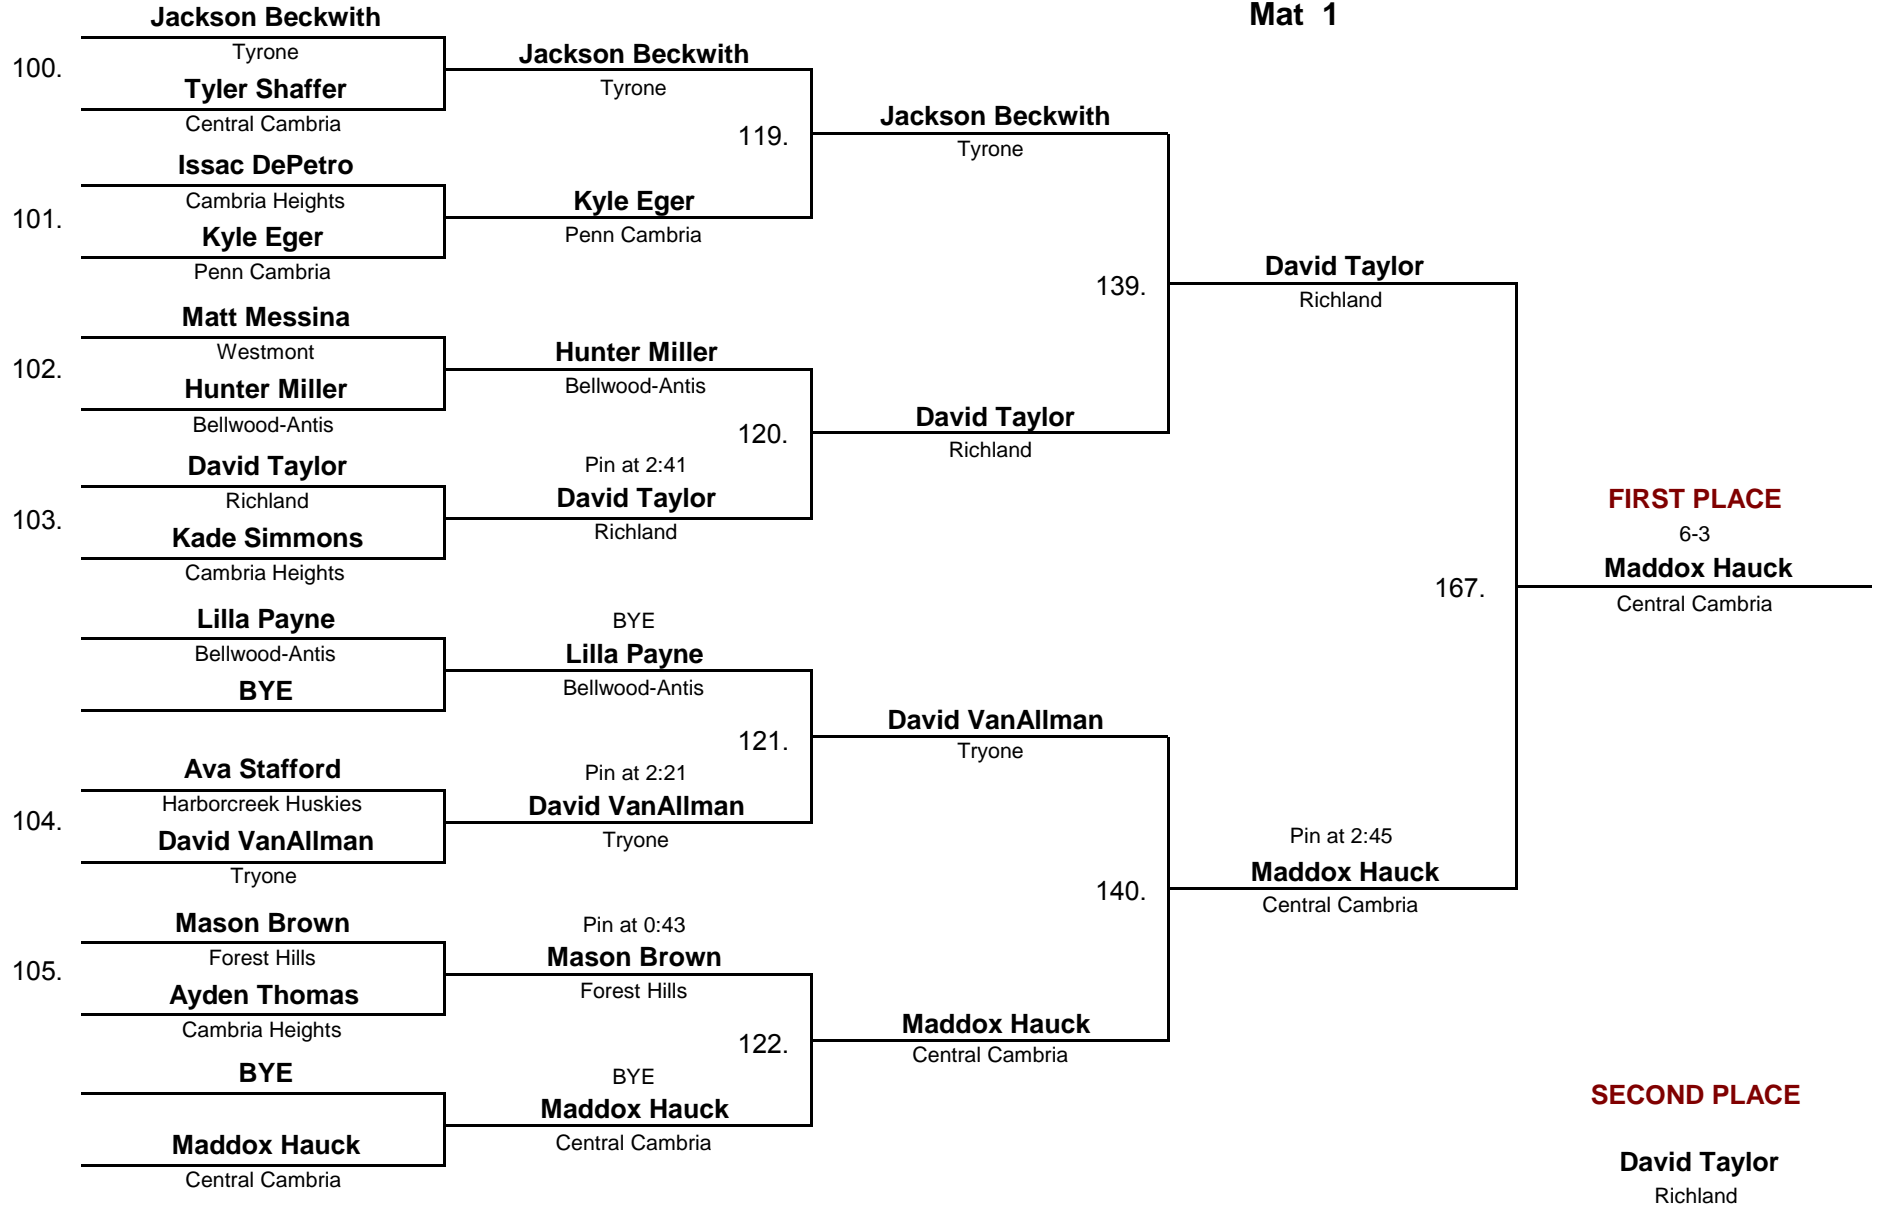 Mat 1
Jackson Beckwith
Tyrone
100.
Tyler Shaffer
Central Cambria
Issac DePetro
Cambria Heights
101.
Kyle Eger
Penn Cambria
Matt Messina
Westmont
102.
Hunter Miller
Bellwood-Antis
David Taylor
Richland
103.
Kade Simmons
Cambria Heights
Lilla Payne
Bellwood-Antis
BYE
Ava Stafford
Harborcreek Huskies
104.
David VanAllman
Tryone
Mason Brown
Forest Hills
105.
Ayden Thomas
Cambria Heights
BYE
Maddox Hauck
Central Cambria
Jackson Beckwith
Tyrone
119.
Kyle Eger
Penn Cambria
Hunter Miller
Bellwood-Antis
120.
Pin at 2:41
David Taylor
Richland
BYE
Lilla Payne
Bellwood-Antis
121.
Pin at 2:21
David VanAllman
Tryone
Pin at 0:43
Mason Brown
Forest Hills
122.
BYE
Maddox Hauck
Central Cambria
Jackson Beckwith
Tyrone
139.
David Taylor
Richland
David VanAllman
Tryone
140.
Maddox Hauck
Central Cambria
David Taylor
Richland
167.
Pin at 2:45
Maddox Hauck
Central Cambria
FIRST PLACE
6-3
Maddox Hauck
Central Cambria
SECOND PLACE
David Taylor
Richland